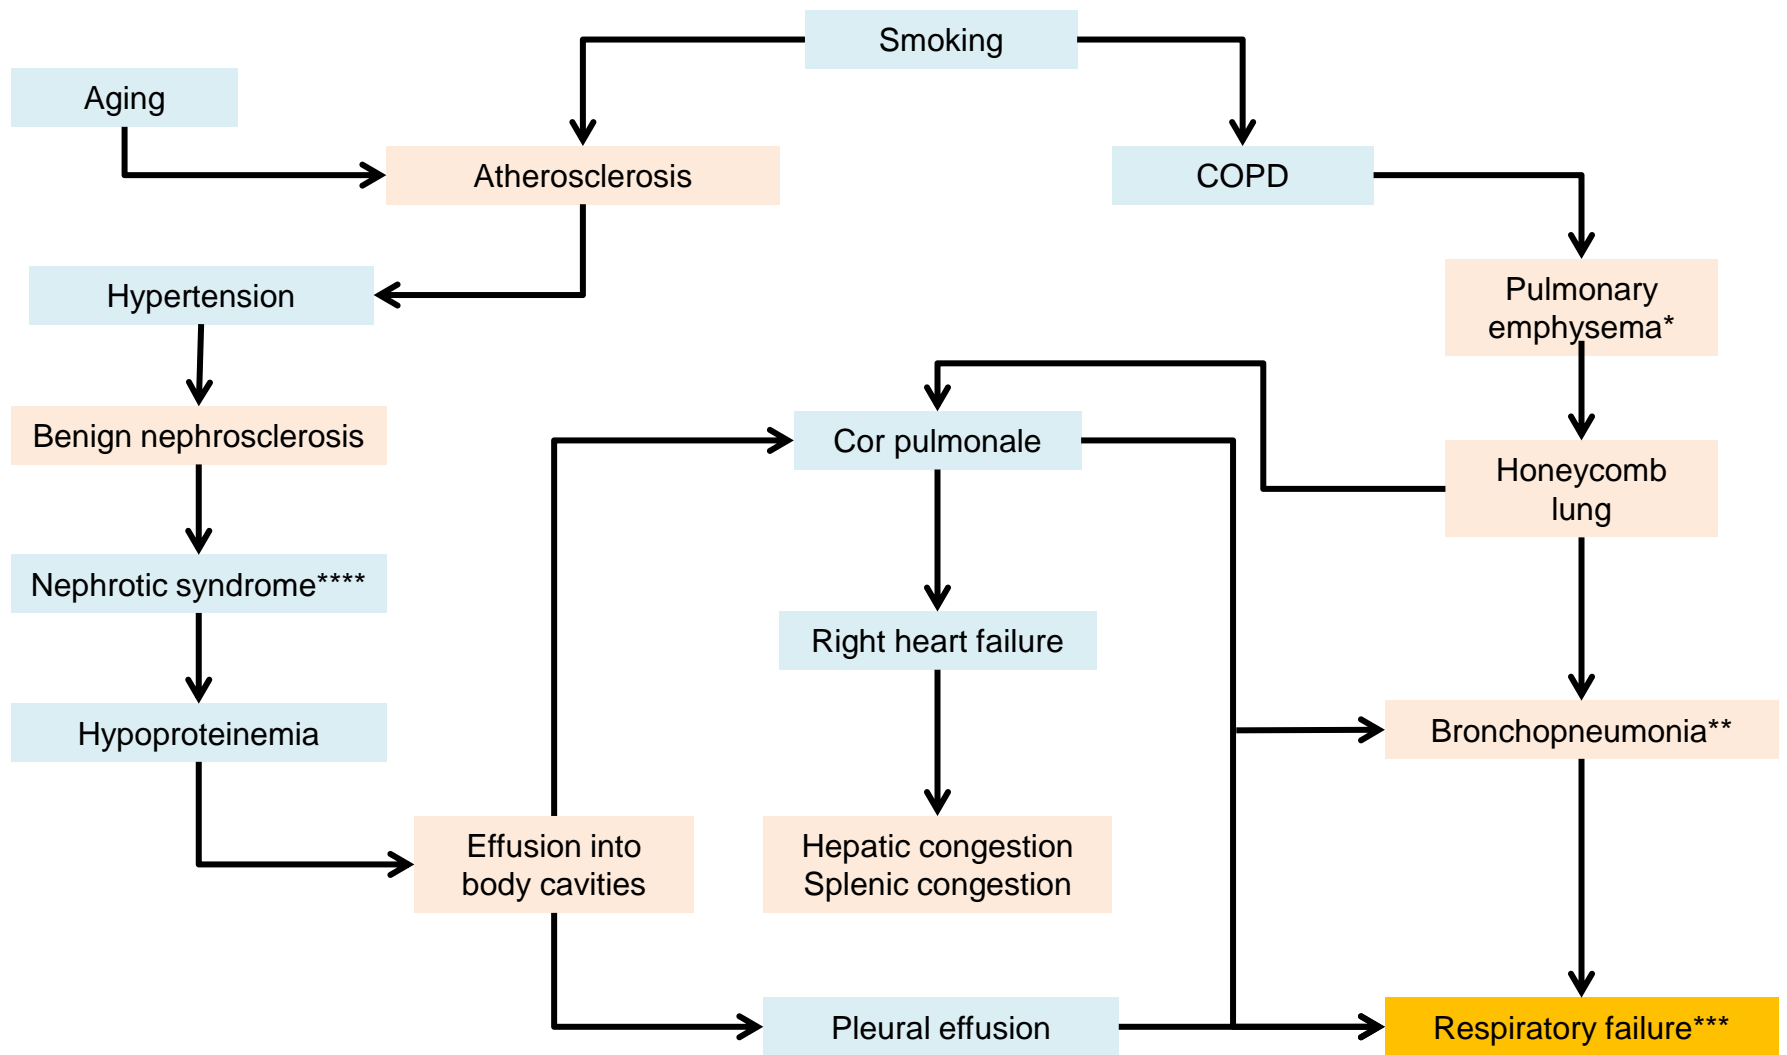 Smoking
Aging
Atherosclerosis
COPD
Hypertension
Pulmonary
emphysema*
Benign nephrosclerosis
Cor pulmonale
Honeycomb
lung
Nephrotic syndrome****
Right heart failure
Hypoproteinemia
Bronchopneumonia**
Effusion into
body cavities
Hepatic congestion
Splenic congestion
Pleural effusion
Respiratory failure***